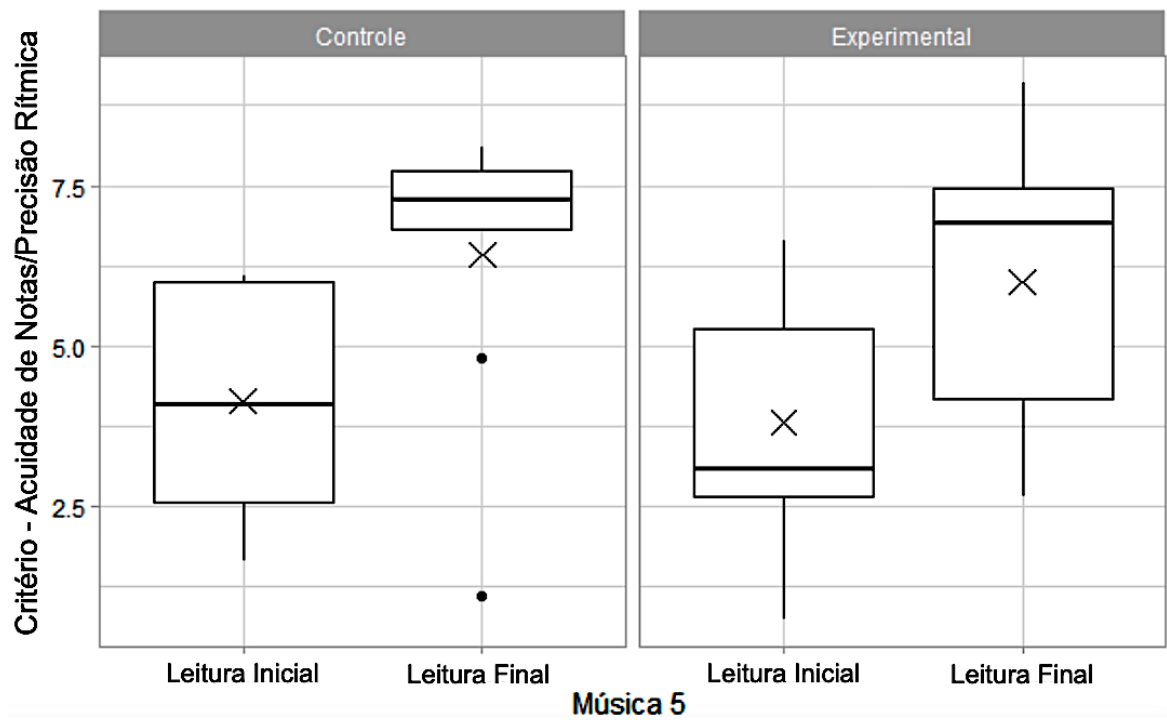 Controle
Experimental
Critério - Acuidade de Notas/Precisão Rítmica
7.5
5.0
2.5
Leitura Inicial
Leitura Final
Leitura Inicial
Leitura Final
Música 5